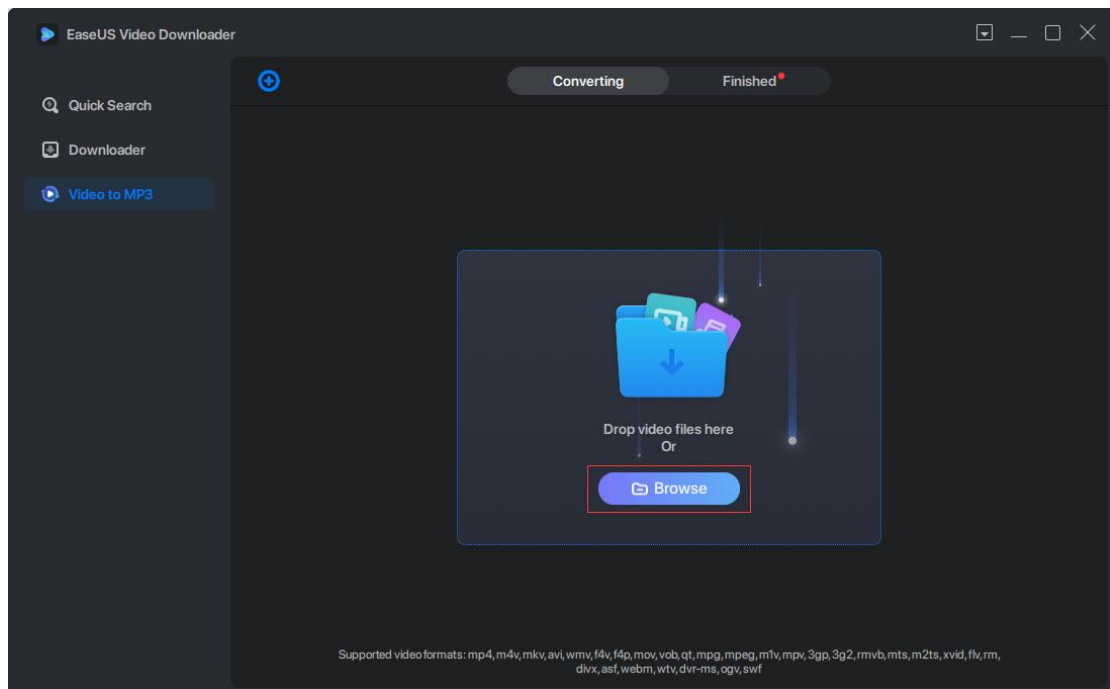 EaseUS Video Downloader
Converting
Finished
Quick Search
Downloader
Video to MP3
Drop video files here
Or
Browse
Supported video formats: mp4, m4v, mkv, avi, wmv, f4v, f4p, mov, vob, qt, mpg, mpeg, m1v, mpv, 3gp, 3g2, rmvb, mts, m2ts, xvid, flv, rm,
divx, asf, webm, wtv, dvr-ms, ogv, swf